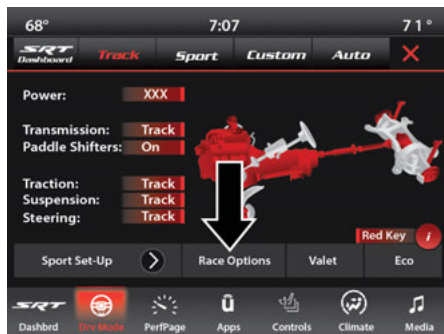 68° 7:07 71°
SRT Dashboard Track Sport Custom Auto X
Power: XXX
Transmission: Track
Paddle Shifters: On
Traction: Track
Suspension: Track
Steering: Track
Red Key i
Sport Set-Up > Race Options Valet Eco
SRT
Dashbrd Drv Mode PerfPage Apps Controls Climate Media